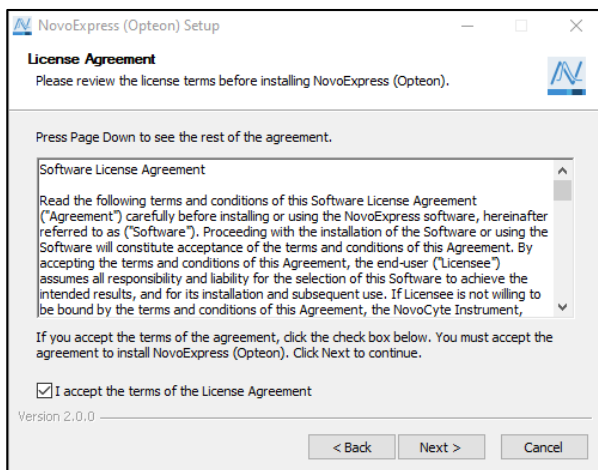 NovoExpress (Opteon) Setup
License Agreement
Please review the license terms before installing NovoExpress (Opteon).
Press Page Down to see the rest of the agreement.
Software License Agreement
Read the following terms and conditions of this Software License Agreement
("Agreement") carefully before installing or using the NovoExpress software, hereinafter
referred to as ("Software"). Proceeding with the installation of the Software or using the
Software will constitute acceptance of the terms and conditions of this Agreement. By
accepting the terms and conditions of this Agreement, the end-user ("Licensee")
assumes all responsibility and liability for the selection of this Software to achieve the
intended results, and for its installation and subsequent use. If Licensee is not willing to
be bound by the terms and conditions of this Agreement, the NovoCyte Instrument,
If you accept the terms of the agreement, click the check box below. You must accept the
agreement to install NovoExpress (Opteon). Click Next to continue.
I accept the terms of the License Agreement
Version 2.0.0
< Back Next > Cancel